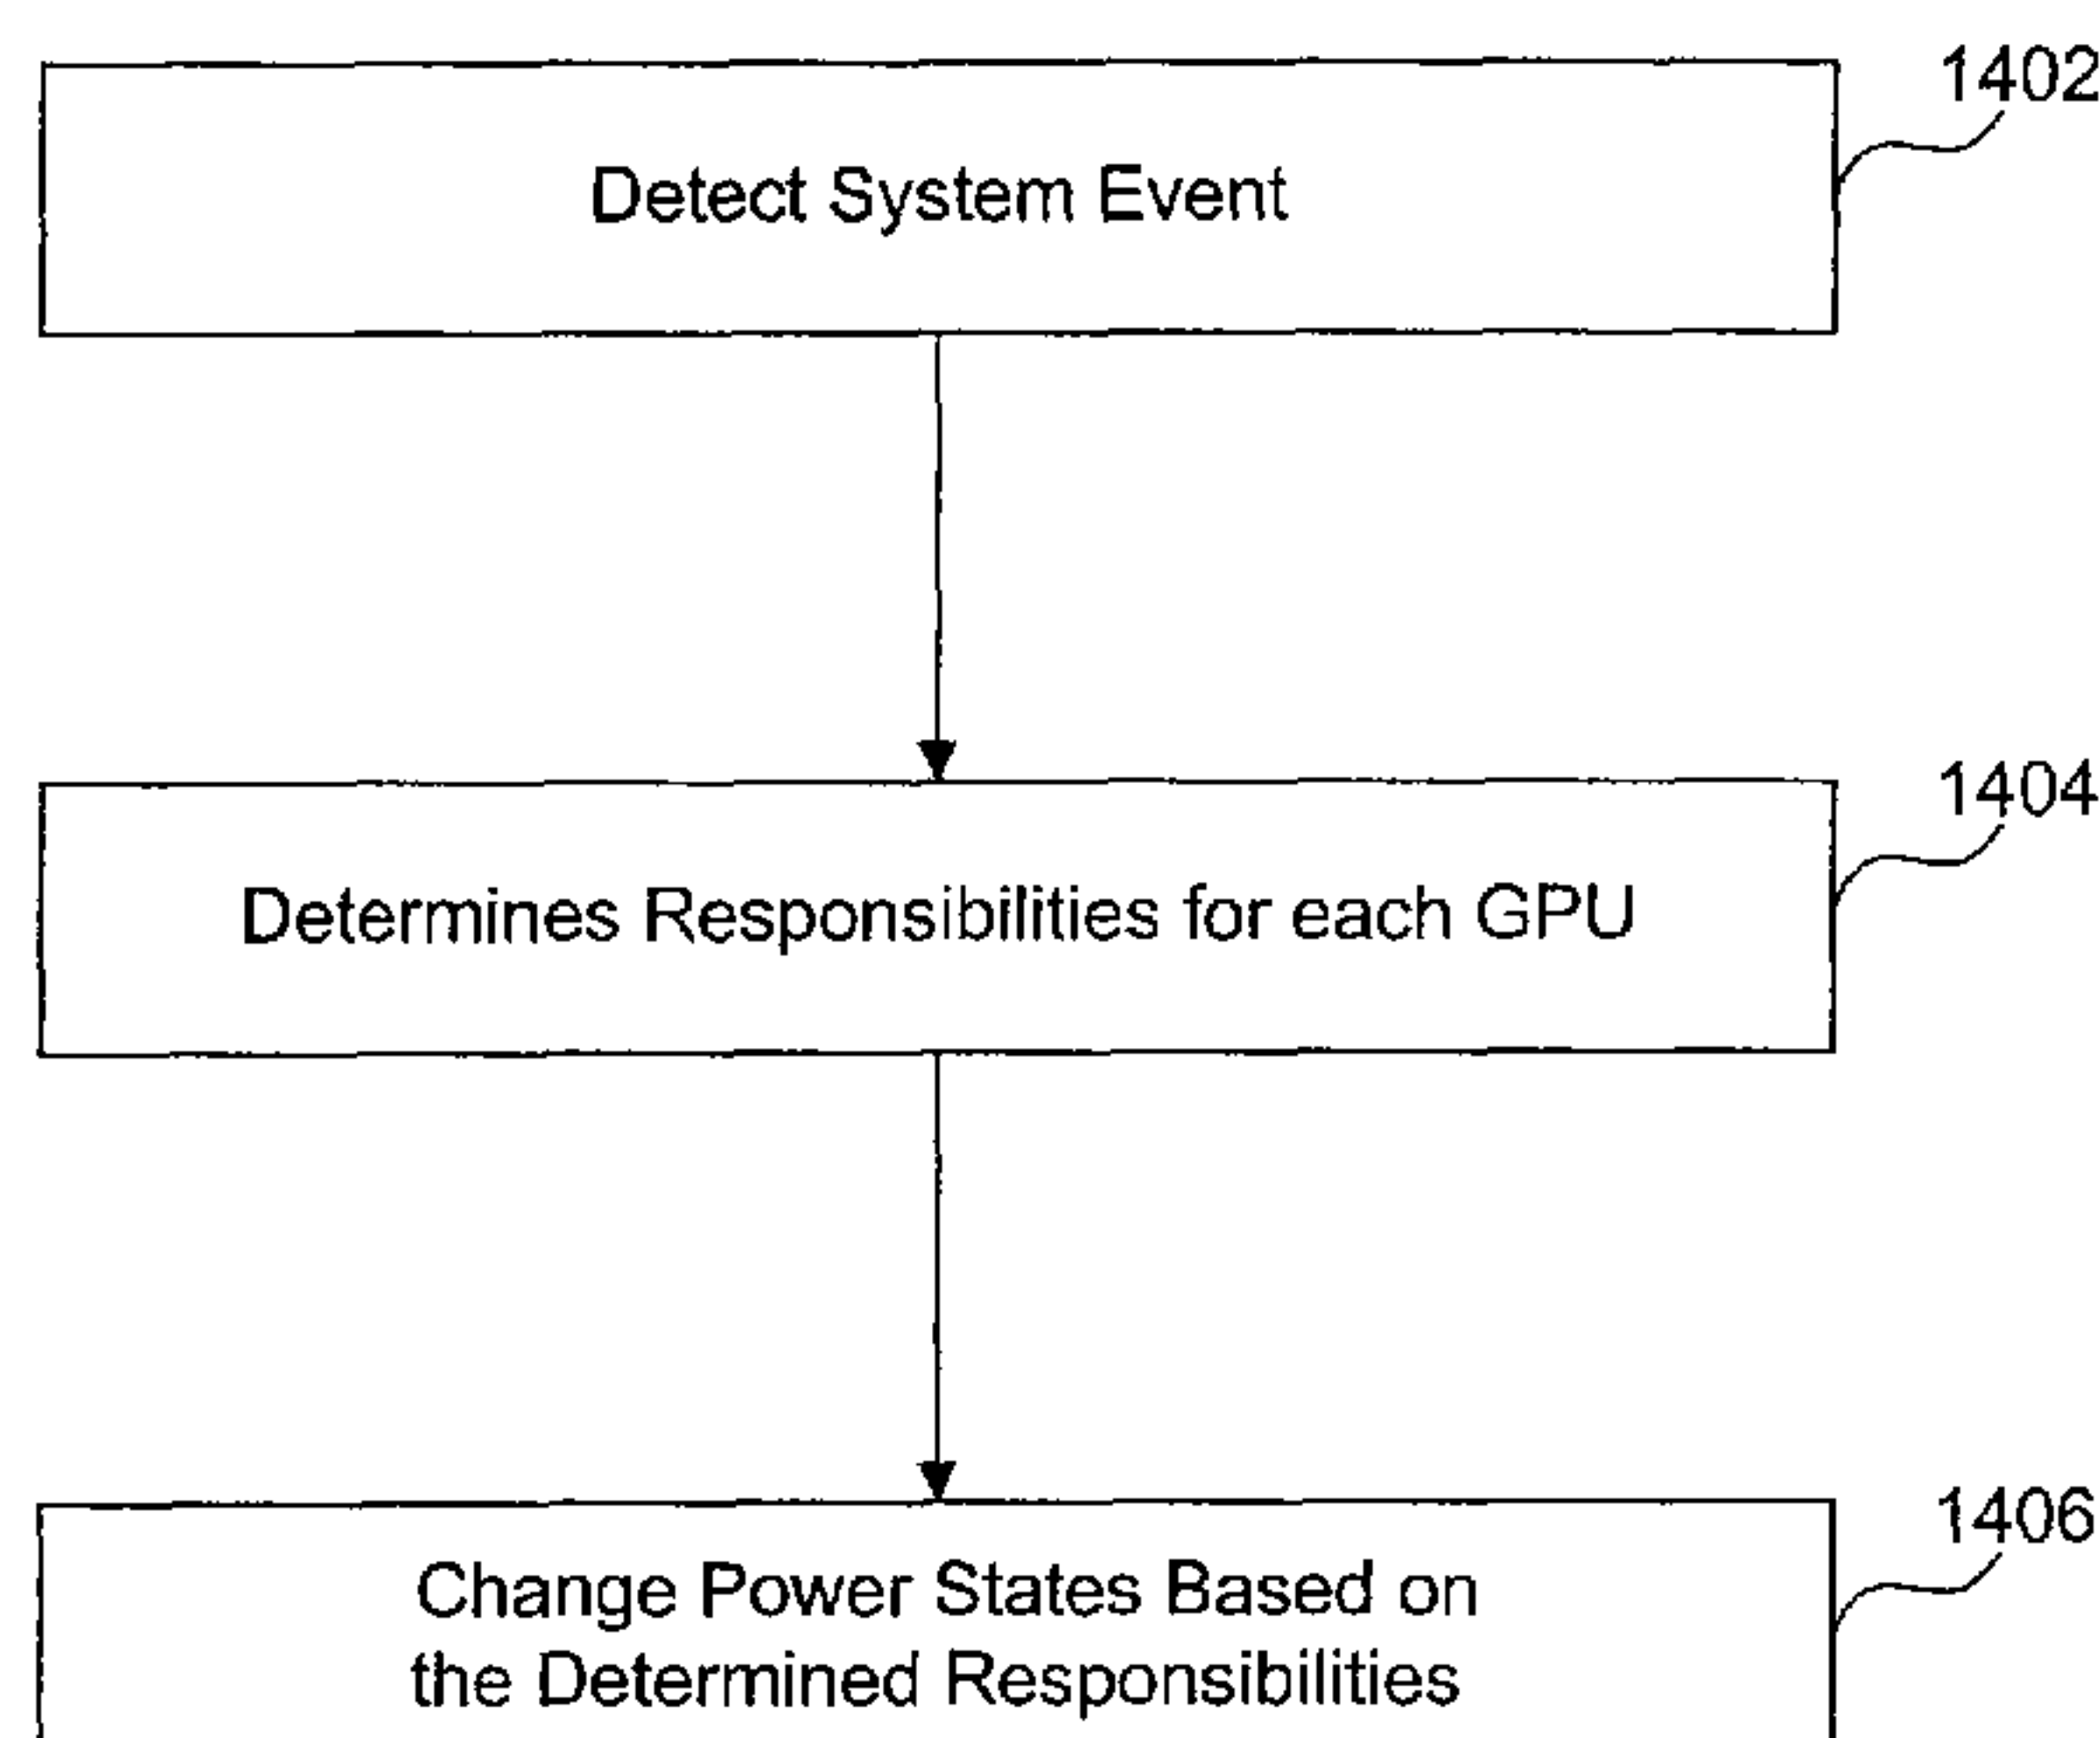 1402
Detect System Event
1404
Determines Responsibilities for each GPU
1406
Change Power States Based on
the Determined Responsibilities